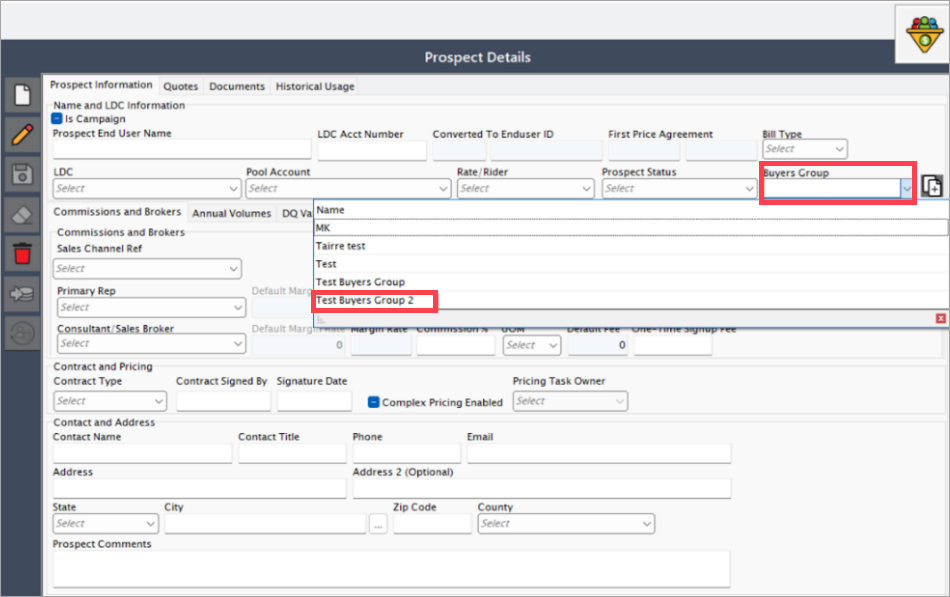 Prospect Details
Prospect Information Quotes Documents Historical Usage
Name and LDC Information
Is Campaign
Prospect End User Name LDC Acct Number Converted To Enduser ID First Price Agreement Bill Type
Select
LDC Pool Account Rate/Rider Prospect Status Buyers Group
Select Select Select Select
Commissions and Brokers Annual Volumes DQ Va
Name
MK
Tairre test
Test
Test Buyers Group
Test Buyers Group 2
Commissions and Brokers
Sales Channel Ref
Select
Primary Rep Default Marg
Select
Consultant/Sales Broker Default Margin Rate Margin Rate Commission % UOM Default Fee One-Time Signup Fee
Select 0 Select 0
Contract and Pricing
Contract Type Contract Signed By Signature Date Pricing Task Owner
Select Complex Pricing Enabled Select
Contact and Address
Contact Name Contact Title Phone Email
Address Address 2 (Optional)
State City Zip Code County
Select ... Select
Prospect Comments